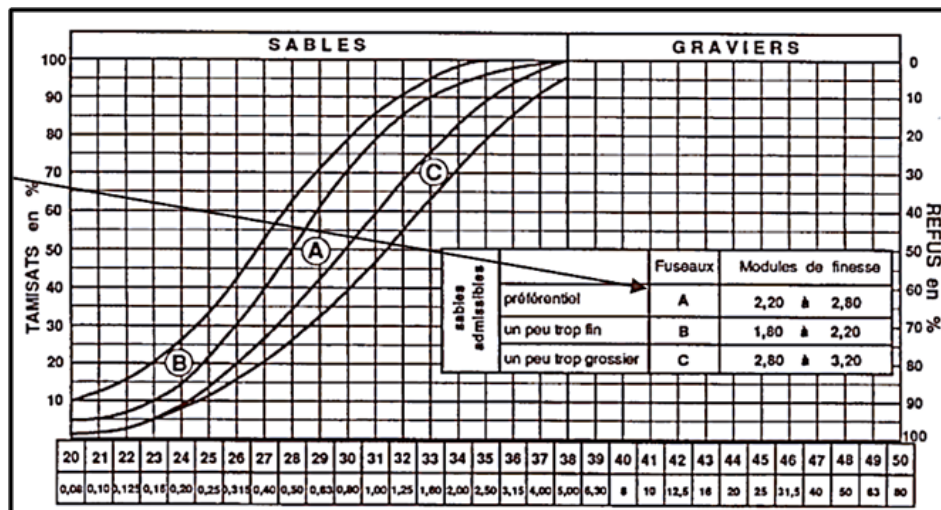 SABLES GRAVIERS
100 0
90 10
80 20
70 30
60 40
50 50
40 60
30 70
20 80
10 90
100
TAMISATS en %
REFUS en %
A
B
C
sables admissibles
Fuseaux Modules de finesse
préférentiel A 2,20 à 2,80
un peu trop fin B 1,80 à 2,20
un peu trop grossier C 2,80 à 3,20
20 21 22 23 24 25 26 27 28 29 30 31 32 33 34 35 36 37 38 39 40 41 42 43 44 45 46 47 48 49 50
0,08 0,10 0,125 0,16 0,20 0,25 0,315 0,40 0,50 0,63 0,80 1,00 1,25 1,60 2,00 2,50 3,15 4,00 5,00 6,30 8 10 12,5 16 20 25 31,5 40 50 63 80